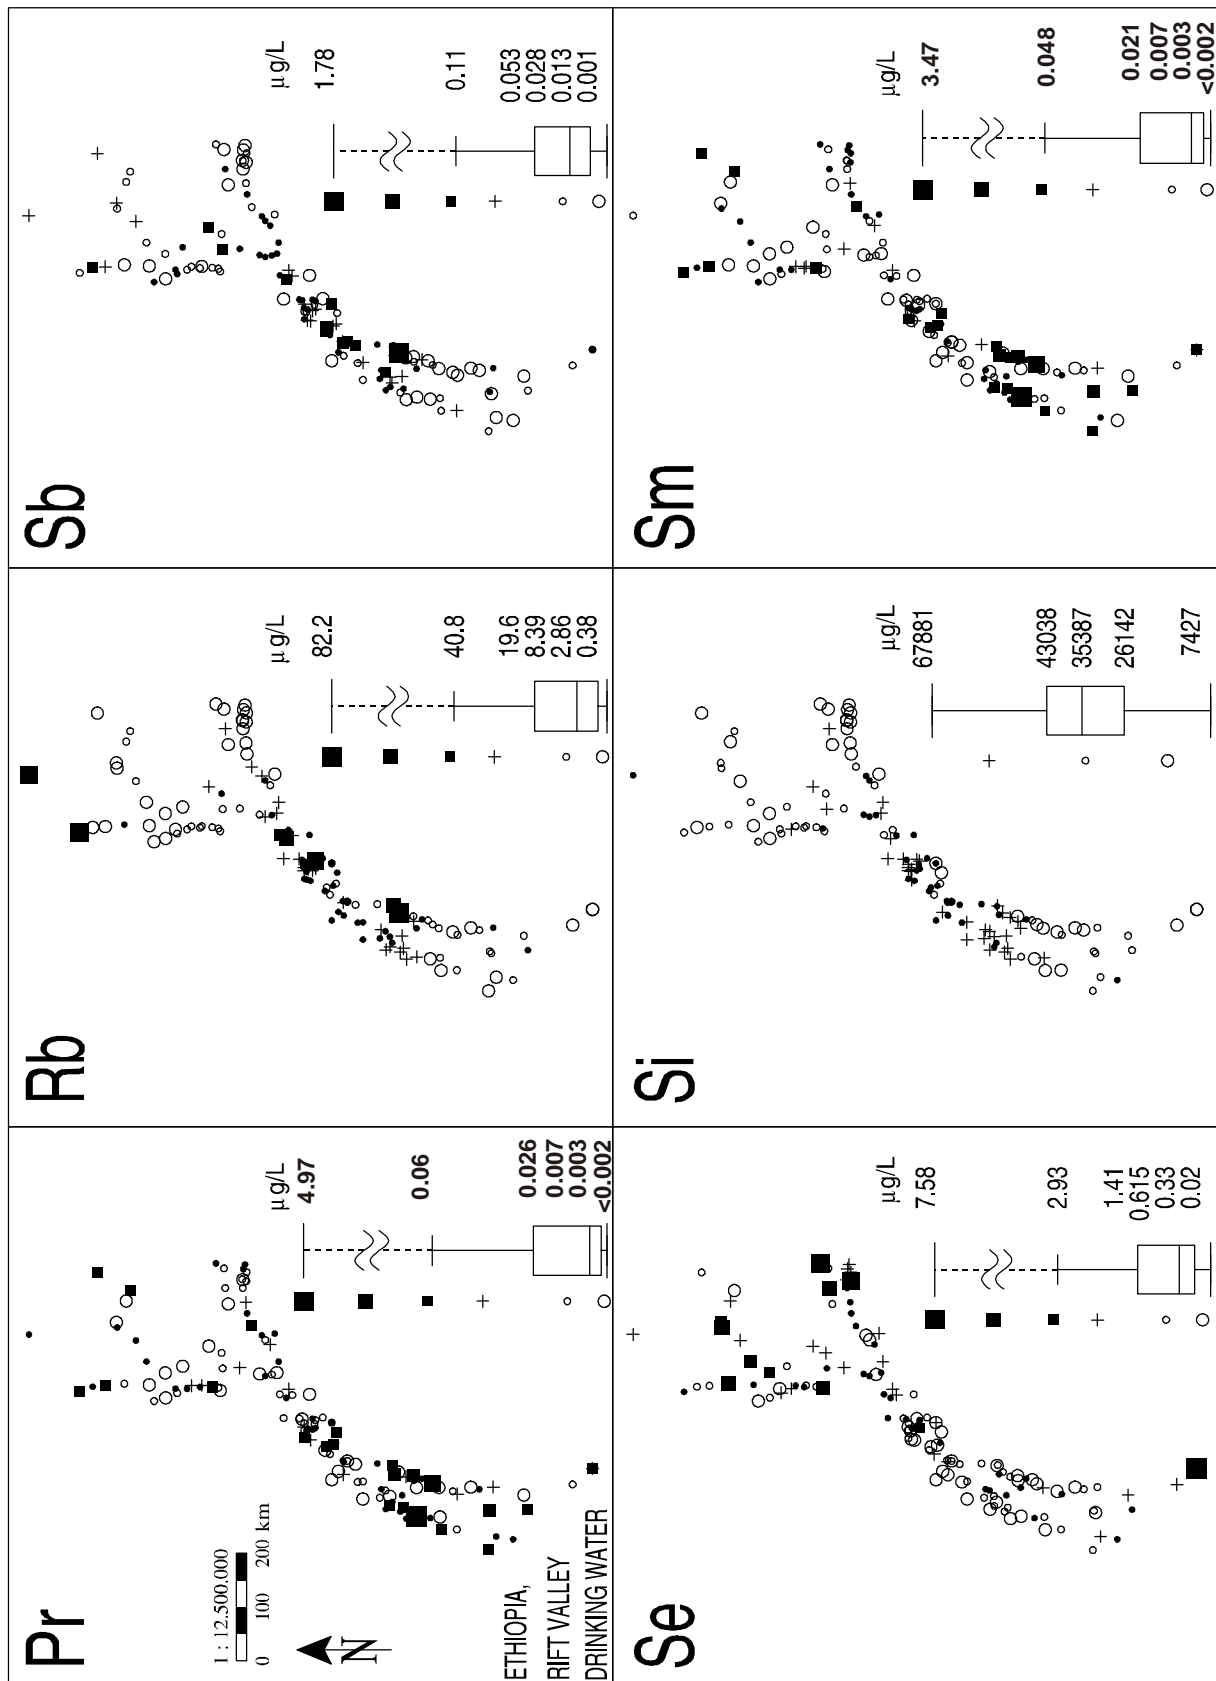 Pr
1 : 12.500.000
0 100 200 km
N
ETHIOPIA,
RIFT VALLEY
DRINKING WATER
µg/L
4.97
0.06
0.026
0.007
0.003
<0.002
Rb
µg/L
82.2
40.8
19.6
8.39
2.86
0.38
Sb
µg/L
1.78
0.11
0.053
0.028
0.013
0.001
Se
µg/L
7.58
2.93
1.41
0.615
0.33
0.02
Si
µg/L
67881
43038
35387
26142
7427
Sm
µg/L
3.47
0.048
0.021
0.007
0.003
<0.002